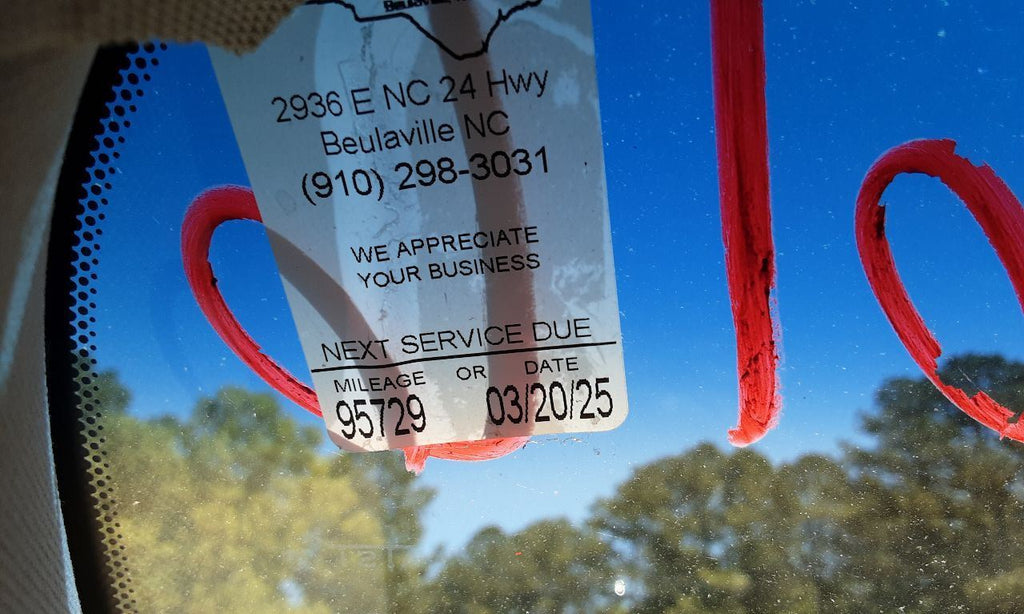 2936 E NC 24 Hwy
Beulaville NC
(910) 298-3031
WE APPRECIATE
YOUR BUSINESS
NEXT SERVICE DUE
MILEAGE OR DATE
95729 03/20/25